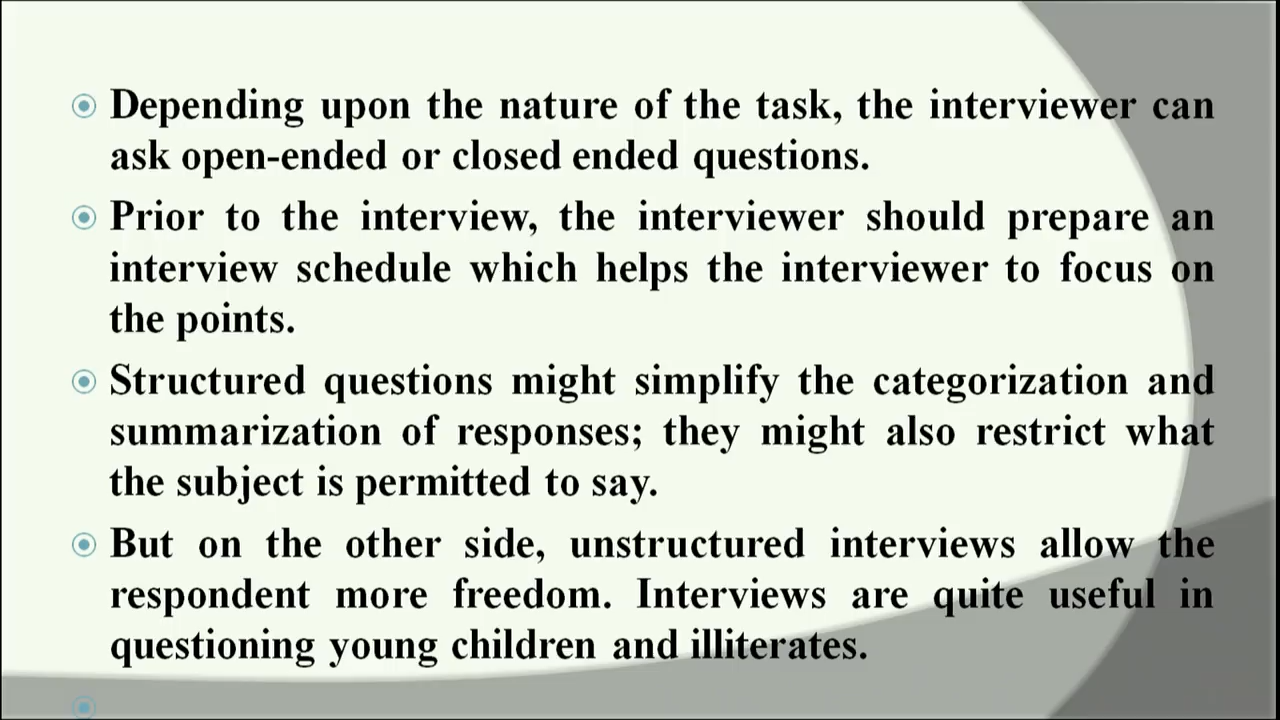 Depending upon the nature of the task, the interviewer can
ask open-ended or closed ended questions.
Prior to the interview, the interviewer should prepare an
interview schedule which helps the interviewer to focus on
the points.
Structured questions might simplify the categorization and
summarization of responses; they might also restrict what
the subject is permitted to say.
But on the other side, unstructured interviews allow the
respondent more freedom. Interviews are quite useful in
questioning young children and illiterates.